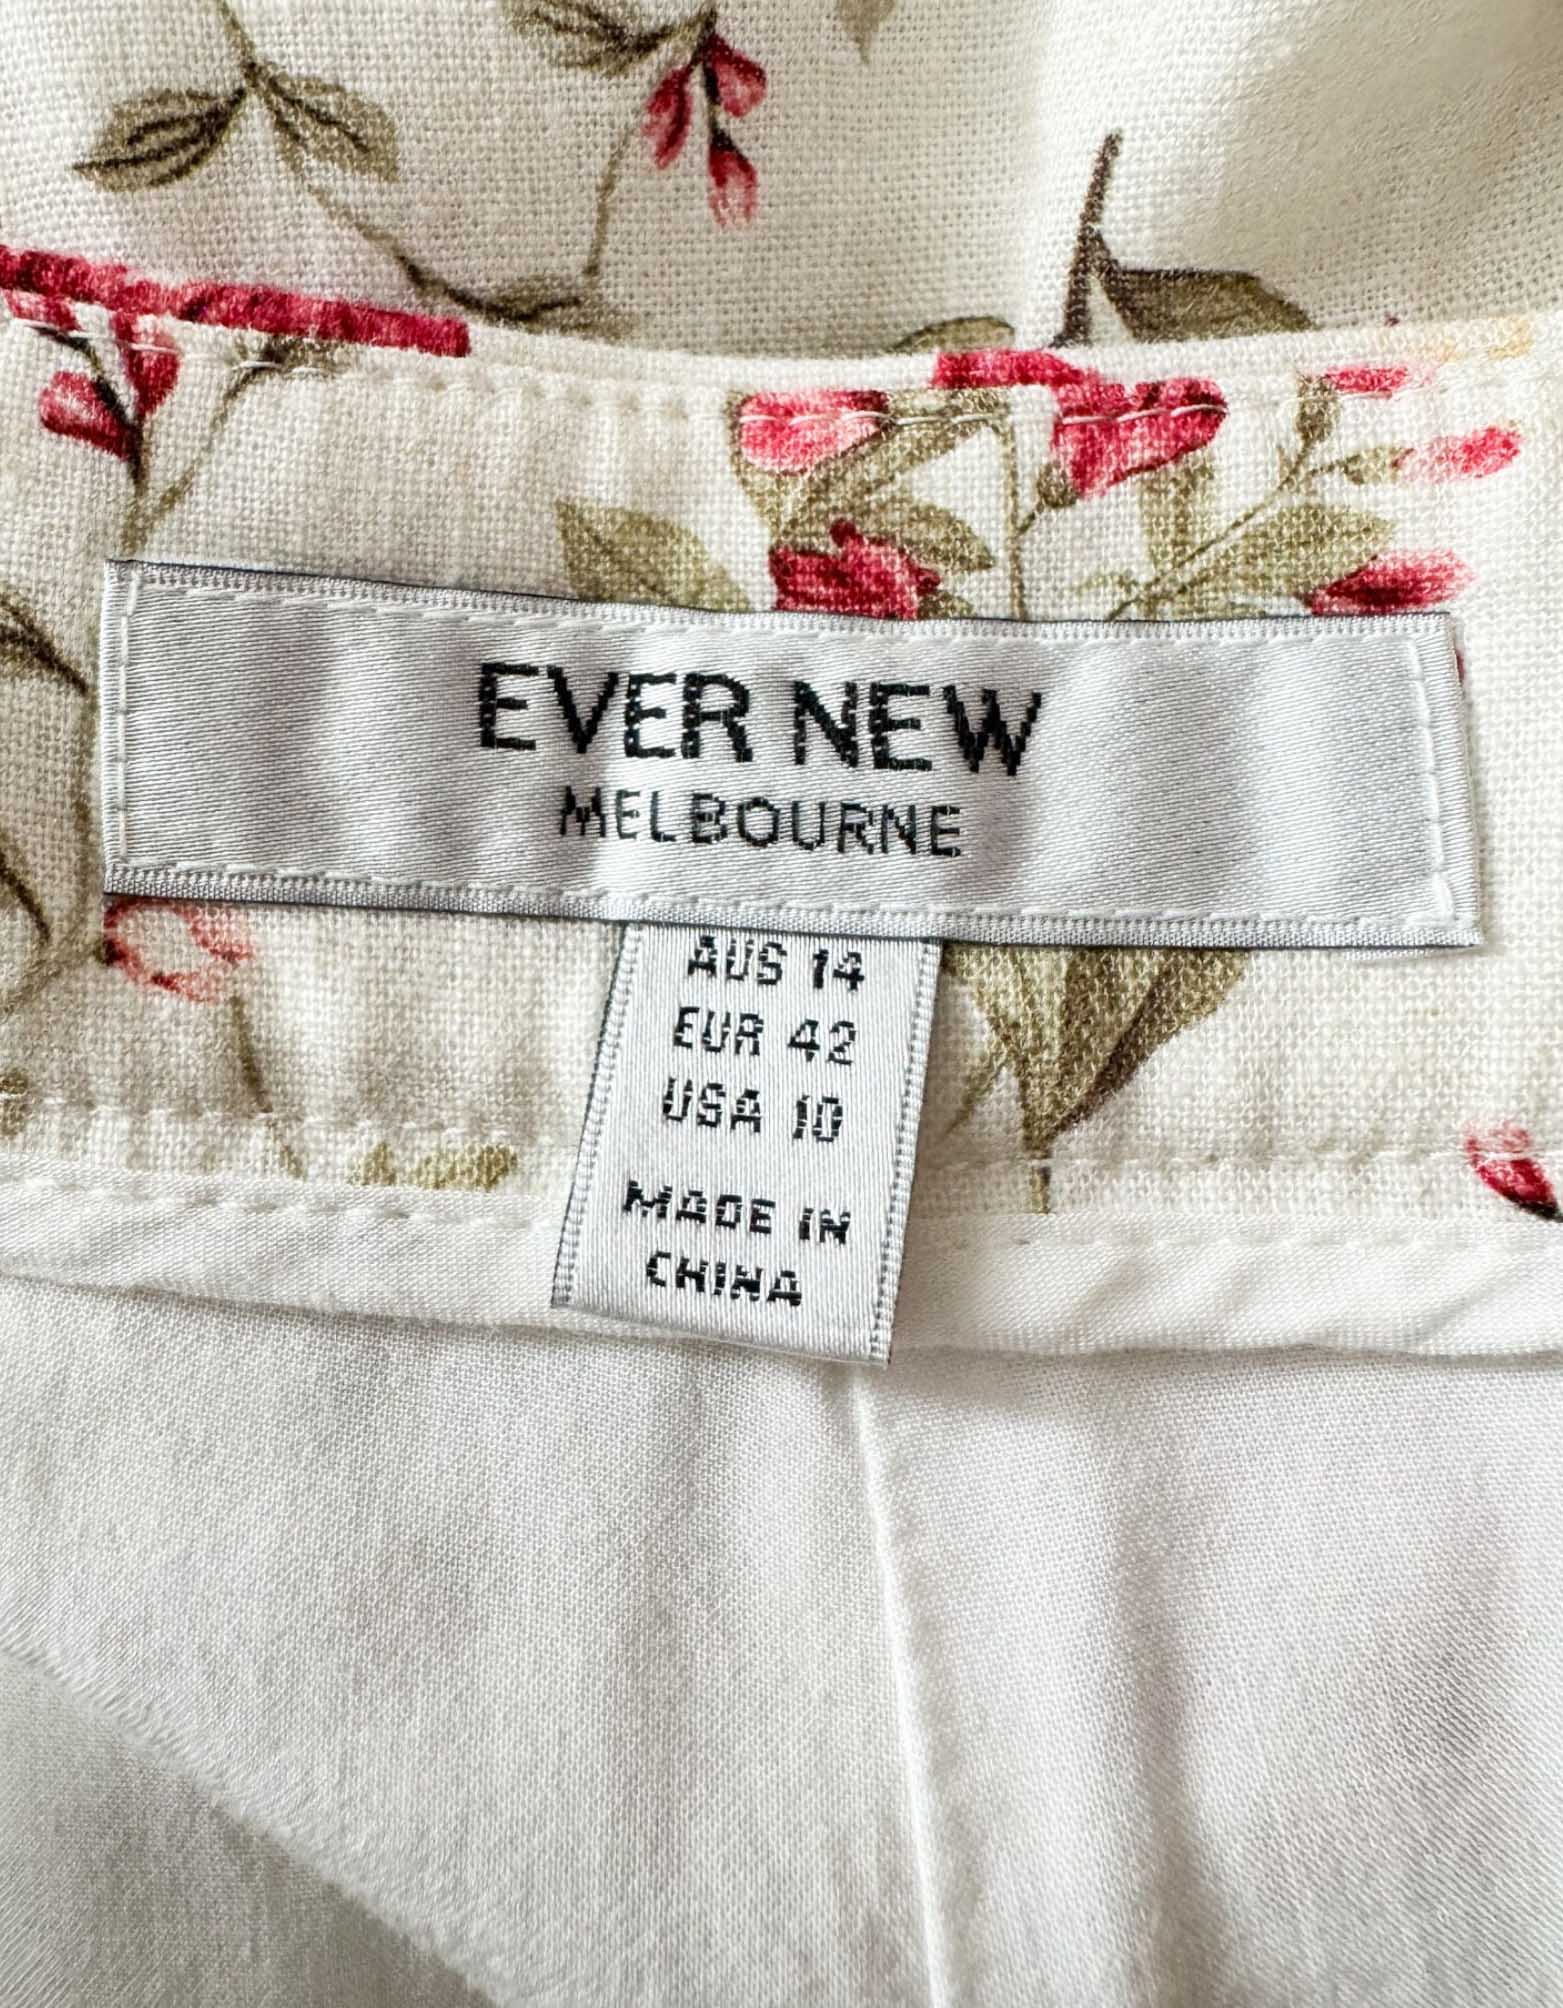 EVER NEW
MELBOURNE
AUS 14
EUR 42
USA 10
MADE IN
CHINA